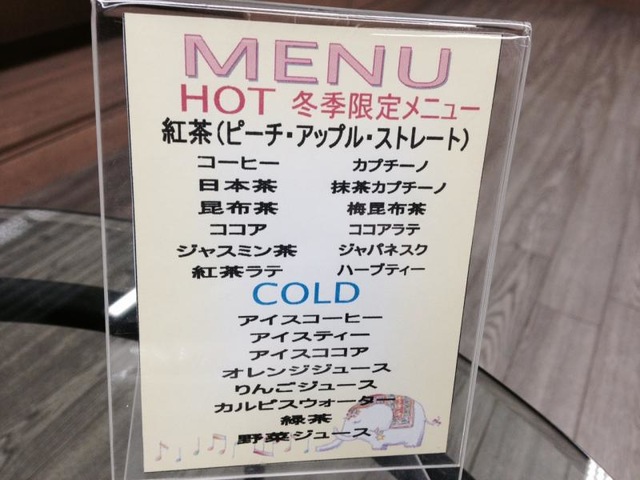 MENU
HOT 冬季限定メニュー
紅茶(ピーチ・アップル・ストレート)
コーヒー カプチーノ
日本茶 抹茶カプチーノ
昆布茶 梅昆布茶
ココア ココアラテ
ジャスミン茶 ジャパネスク
紅茶ラテ ハーブティー
COLD
アイスコーヒー
アイスティー
アイスココア
オレンジジュース
りんごジュース
カルピスウォーター
緑茶
野菜ジュース